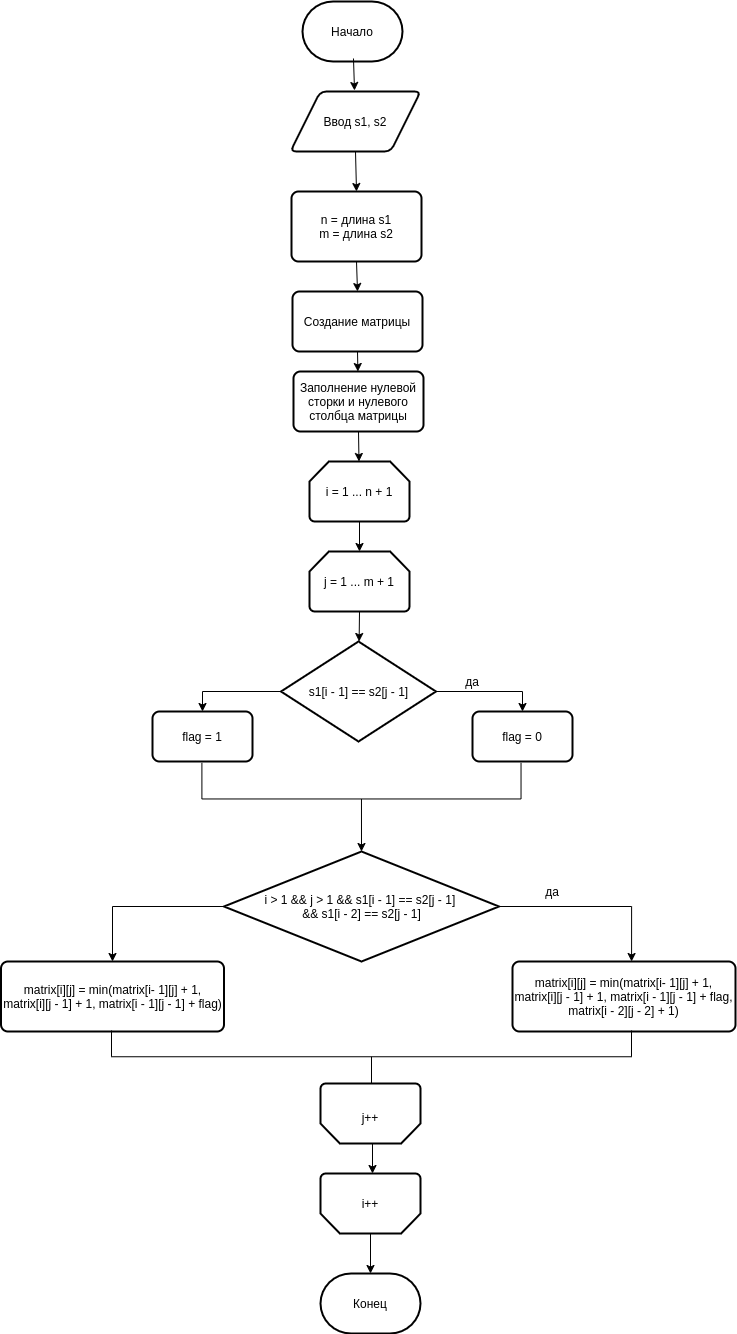 Начало
Ввод s1, s2
n = длина s1
m = длина s2
Создание матрицы
Заполнение нулевой
сторки и нулевого
столбца матрицы
i = 1 ... n + 1
j = 1 ... m + 1
s1[i - 1] == s2[j - 1]
да
flag = 1
flag = 0
i > 1 && j > 1 && s1[i - 1] == s2[j - 1]
&& s1[i - 2] == s2[j - 1]
да
matrix[i][j] = min(matrix[i- 1][j] + 1,
matrix[i][j - 1] + 1, matrix[i - 1][j - 1] + flag)
matrix[i][j] = min(matrix[i- 1][j] + 1,
matrix[i][j - 1] + 1, matrix[i - 1][j - 1] + flag,
matrix[i - 2][j - 2] + 1)
j++
i++
Конец